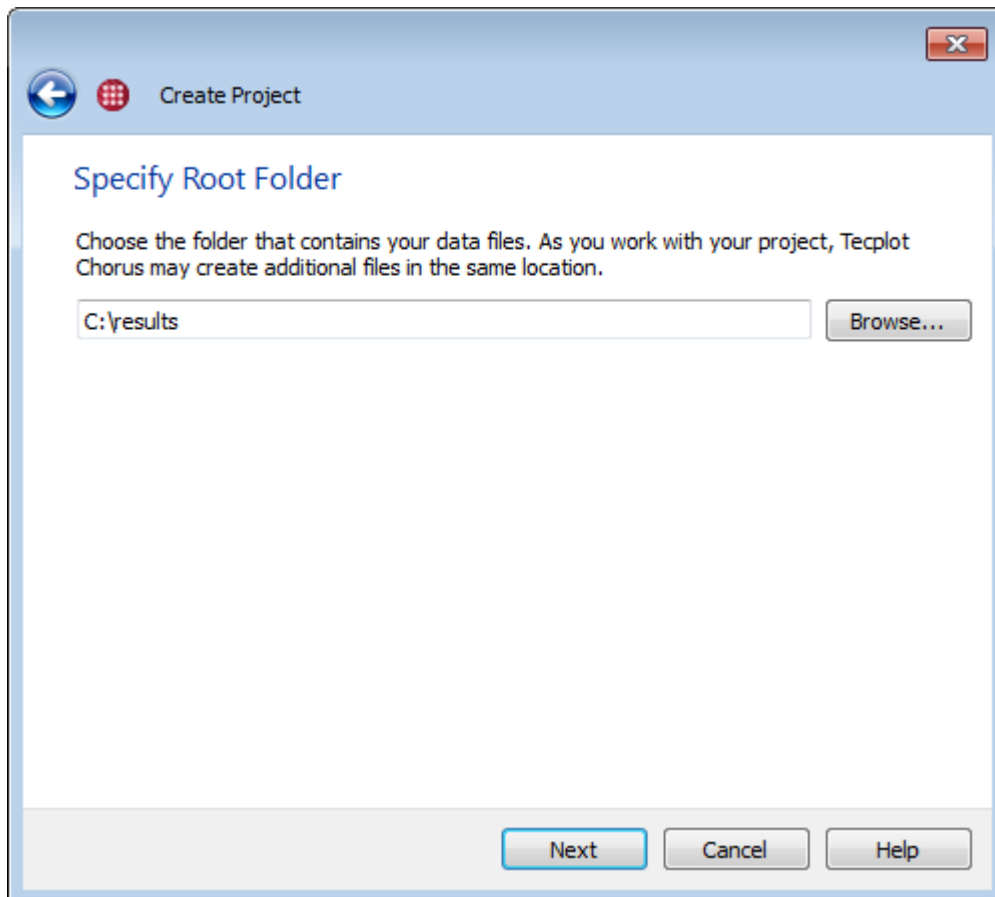 Create Project
Specify Root Folder
Choose the folder that contains your data files. As you work with your project, Tecplot
Chorus may create additional files in the same location.
C:\results
Browse...
Next
Cancel
Help